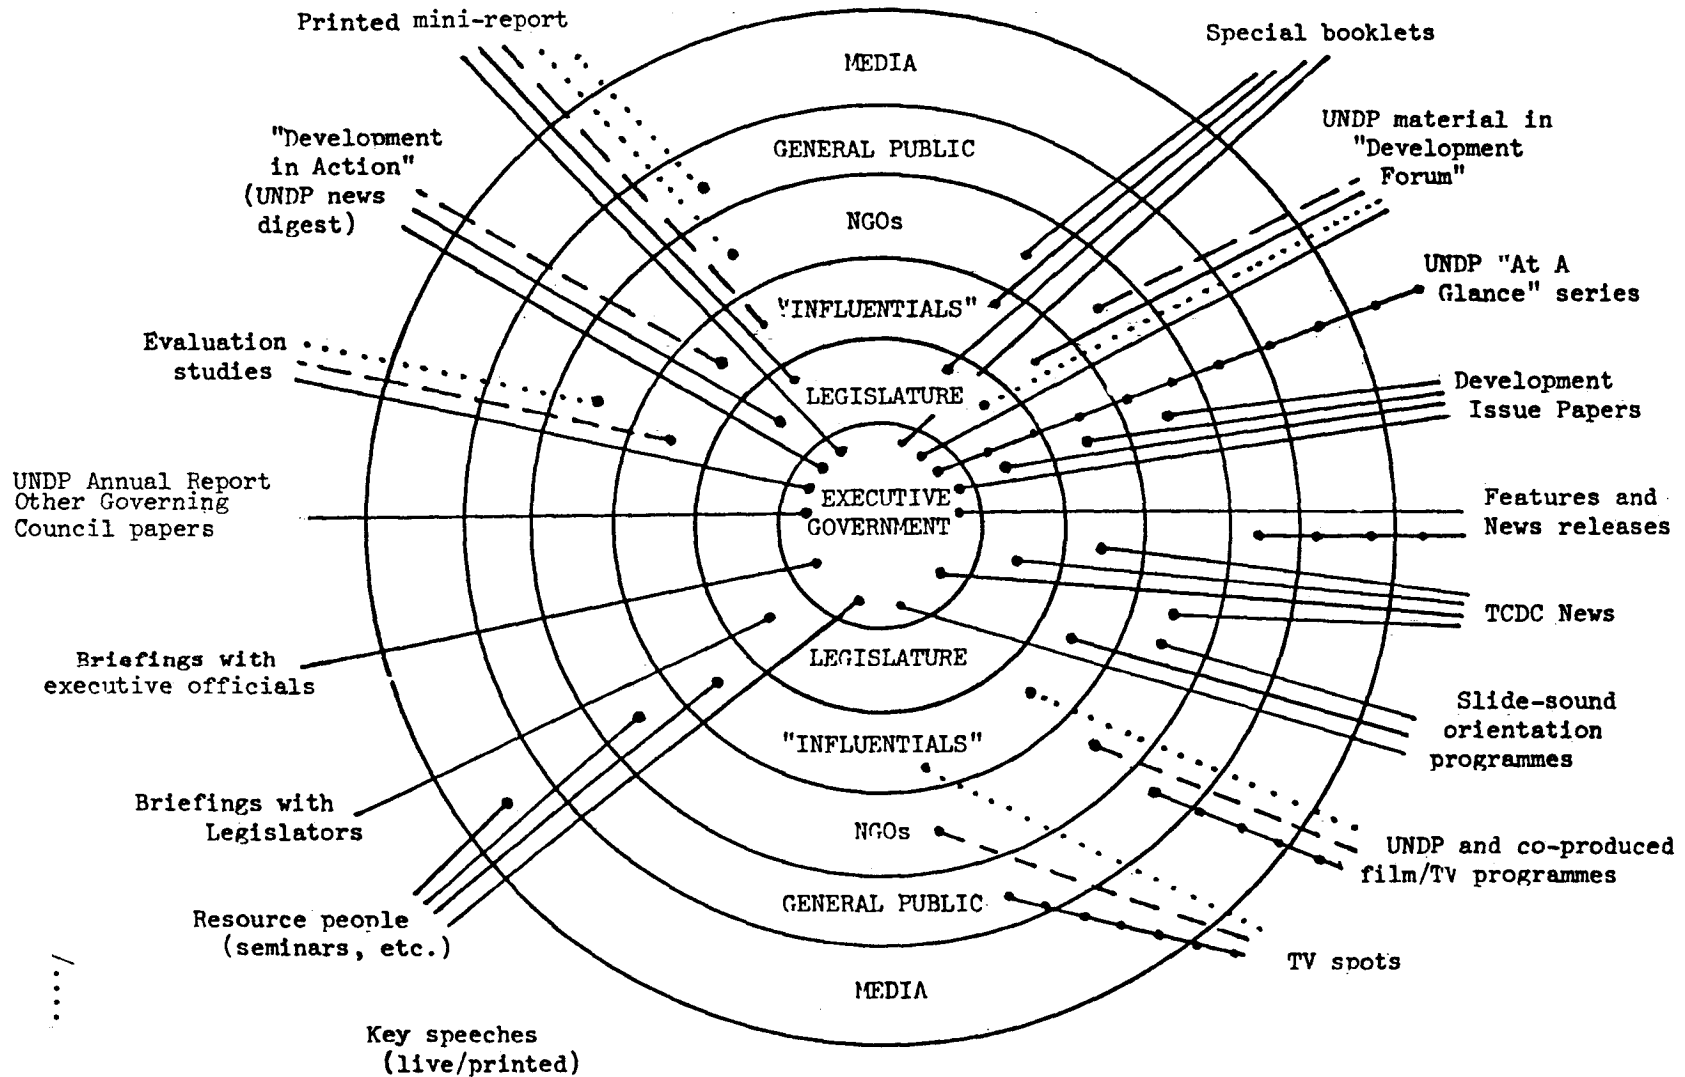 Printed mini-report
Special booklets
MEDIA
"Development
in Action"
(UNDP news
digest)
GENERAL PUBLIC
UNDP material in
"Development
Forum"
NGOs
UNDP "At A
Glance" series
"INFLUENTIALS"
Evaluation
studies
LEGISLATURE
Development
Issue Papers
UNDP Annual Report
Other Governing
Council papers
EXECUTIVE
GOVERNMENT
Features and
News releases
TCDC News
Briefings with
executive officials
LEGISLATURE
Slide-sound
orientation
programmes
"INFLUENTIALS"
Briefings with
Legislators
NGOs
UNDP and co-produced
film/TV programmes
Resource people
(seminars, etc.)
GENERAL PUBLIC
TV spots
MEDIA
Key speeches
(live/printed)
/.....